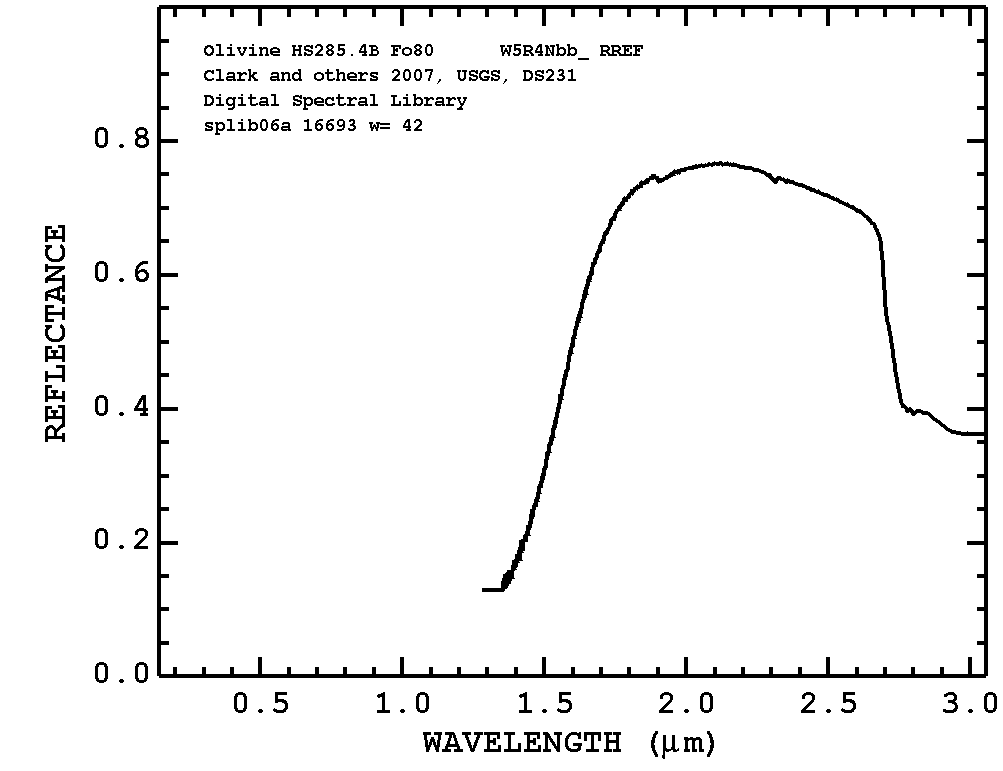 Olivine HS285.4B Fo80 W5R4Nbb_ RREF
Clark and others 2007, USGS, DS231
Digital Spectral Library
splib06a 16693 w= 42
0.8
0.6
0.4
0.2
0.0
REFLECTANCE
0.5 1.0 1.5 2.0 2.5 3.0
WAVELENGTH (μm)